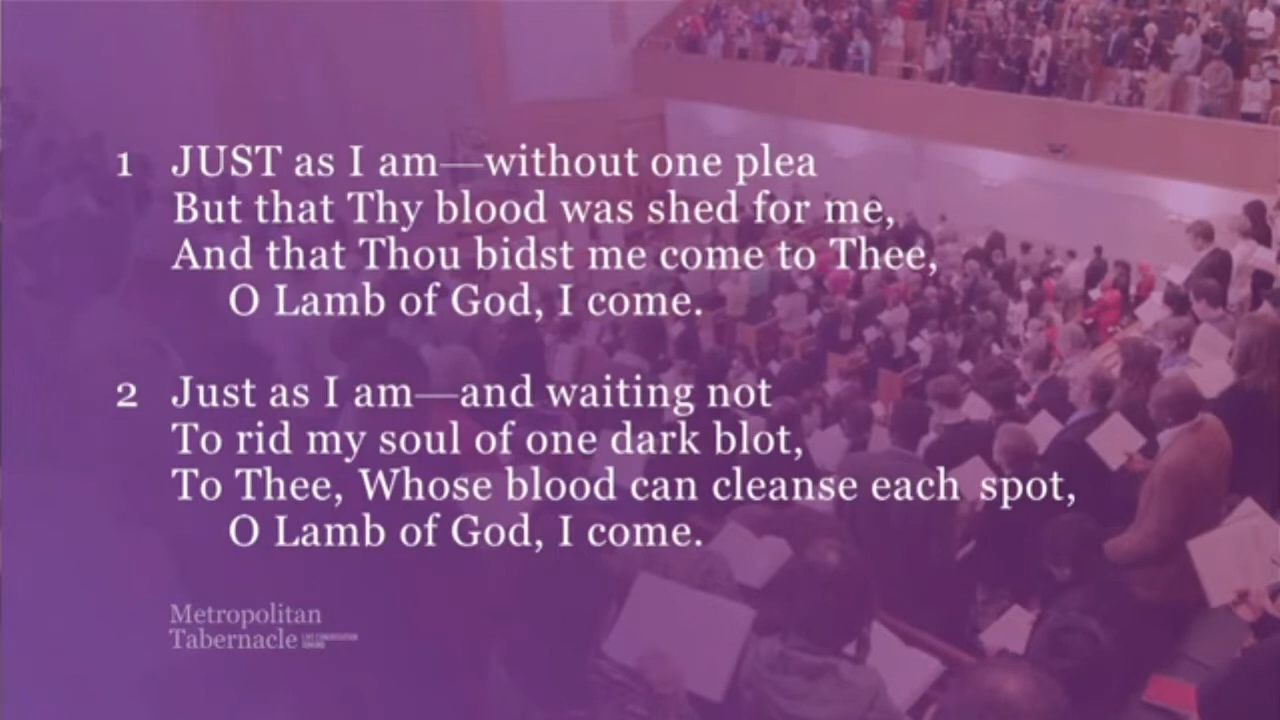 1 JUST as I am—without one plea
But that Thy blood was shed for me,
And that Thou bidst me come to Thee,
O Lamb of God, I come.
2 Just as I am—and waiting not
To rid my soul of one dark blot,
To Thee, Whose blood can cleanse each spot,
O Lamb of God, I come.
Metropolitan
Tabernacle